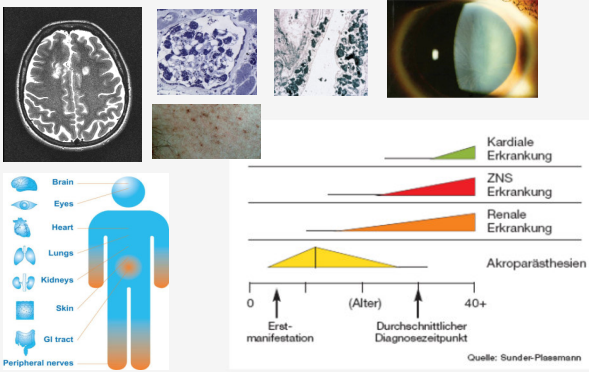 Brain
Eyes
Heart
Lungs
Kidneys
Skin
GI tract
Peripheral nerves
Kardiale
Erkrankung
ZNS
Erkrankung
Renale
Erkrankung
Akroparästhesien
0 (Alter) 40+
Erst-
manifestation
Durchschnittlicher
Diagnosezeitpunkt
Quelle: Sunder-Plassmann